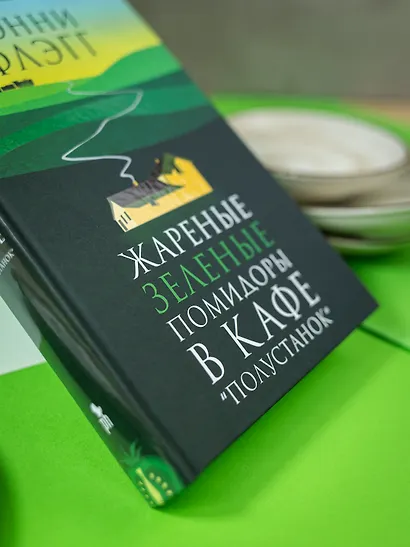 ФЛЭГГ
ЖАРЕНЫЕ
ЗЕЛЕНЫЕ
ПОМИДОРЫ
В КАФЕ
"ПОЛУСТАНОК"